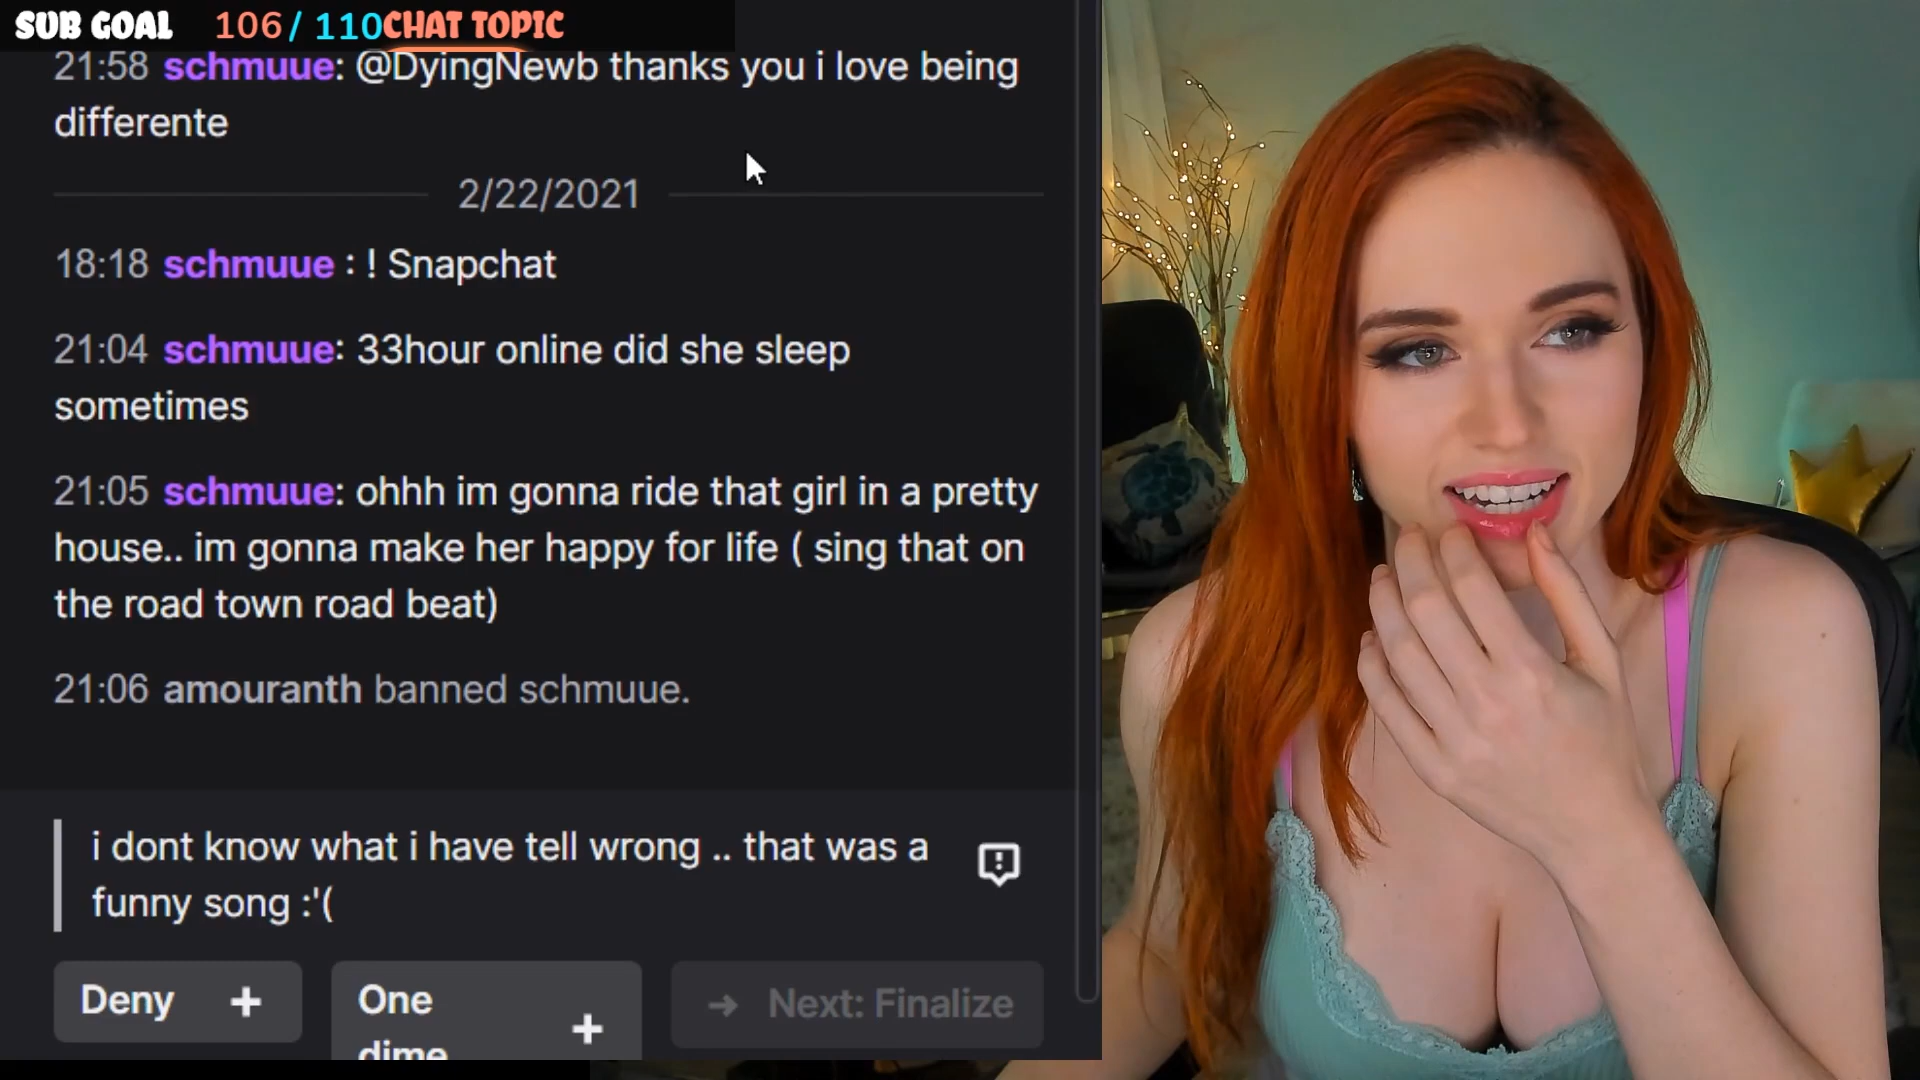 SUB GOAL 106 / 110 CHAT TOPIC
21:58 schmuue: @DyingNewb thanks you i love being
differente
2/22/2021
18:18 schmuue : ! Snapchat
21:04 schmuue: 33hour online did she sleep
sometimes
21:05 schmuue: ohhh im gonna ride that girl in a pretty
house.. im gonna make her happy for life ( sing that on
the road town road beat)
21:06 amouranth banned schmuue.
i dont know what i have tell wrong .. that was a
funny song :'(
Deny +
One
dime +
→ Next: Finalize